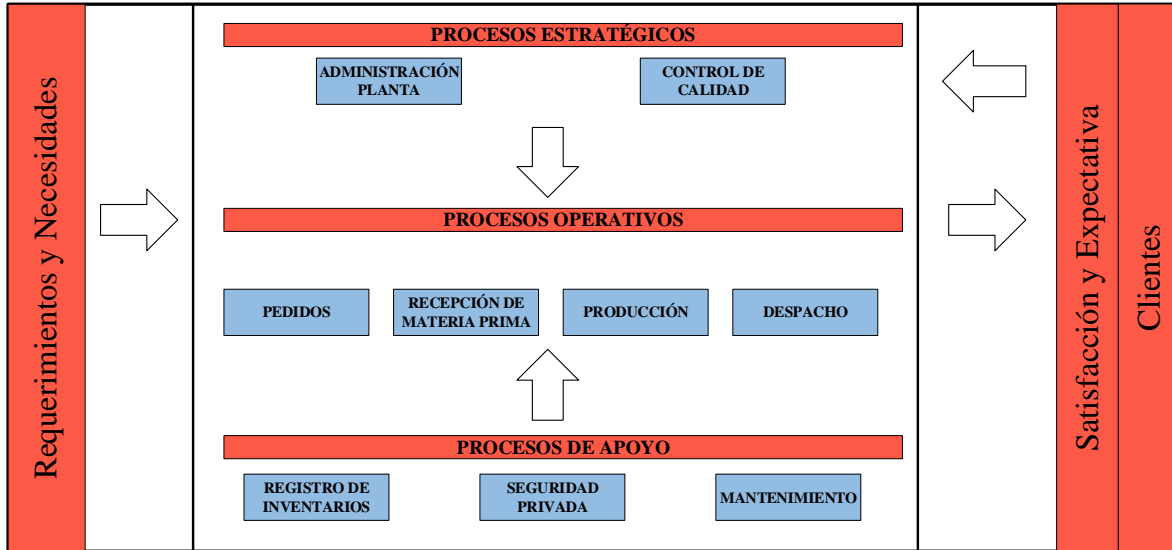 Requerimientos y Necesidades
PROCESOS ESTRATÉGICOS
ADMINISTRACIÓN
PLANTA
CONTROL DE
CALIDAD
PROCESOS OPERATIVOS
PEDIDOS
RECEPCIÓN DE
MATERIA PRIMA
PRODUCCIÓN
DESPACHO
PROCESOS DE APOYO
REGISTRO DE
INVENTARIOS
SEGURIDAD
PRIVADA
MANTENIMIENTO
Satisfacción y Expectativa
Clientes